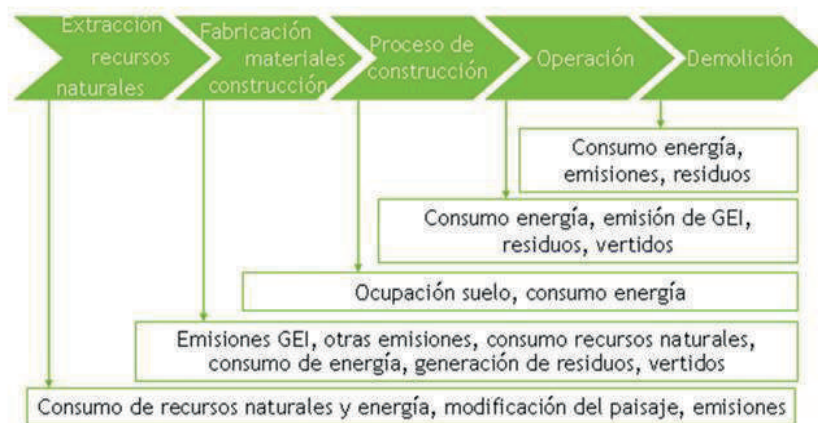 Extracción
recursos
naturales
Fabricación
materiales
construcción
Proceso de
construcción
Operación
Demolición
Consumo energía,
emisiones, residuos
Consumo energía, emisión de GEI,
residuos, vertidos
Ocupación suelo, consumo energía
Emisiones GEI, otras emisiones, consumo recursos naturales,
consumo de energía, generación de residuos, vertidos
Consumo de recursos naturales y energía, modificación del paisaje, emisiones